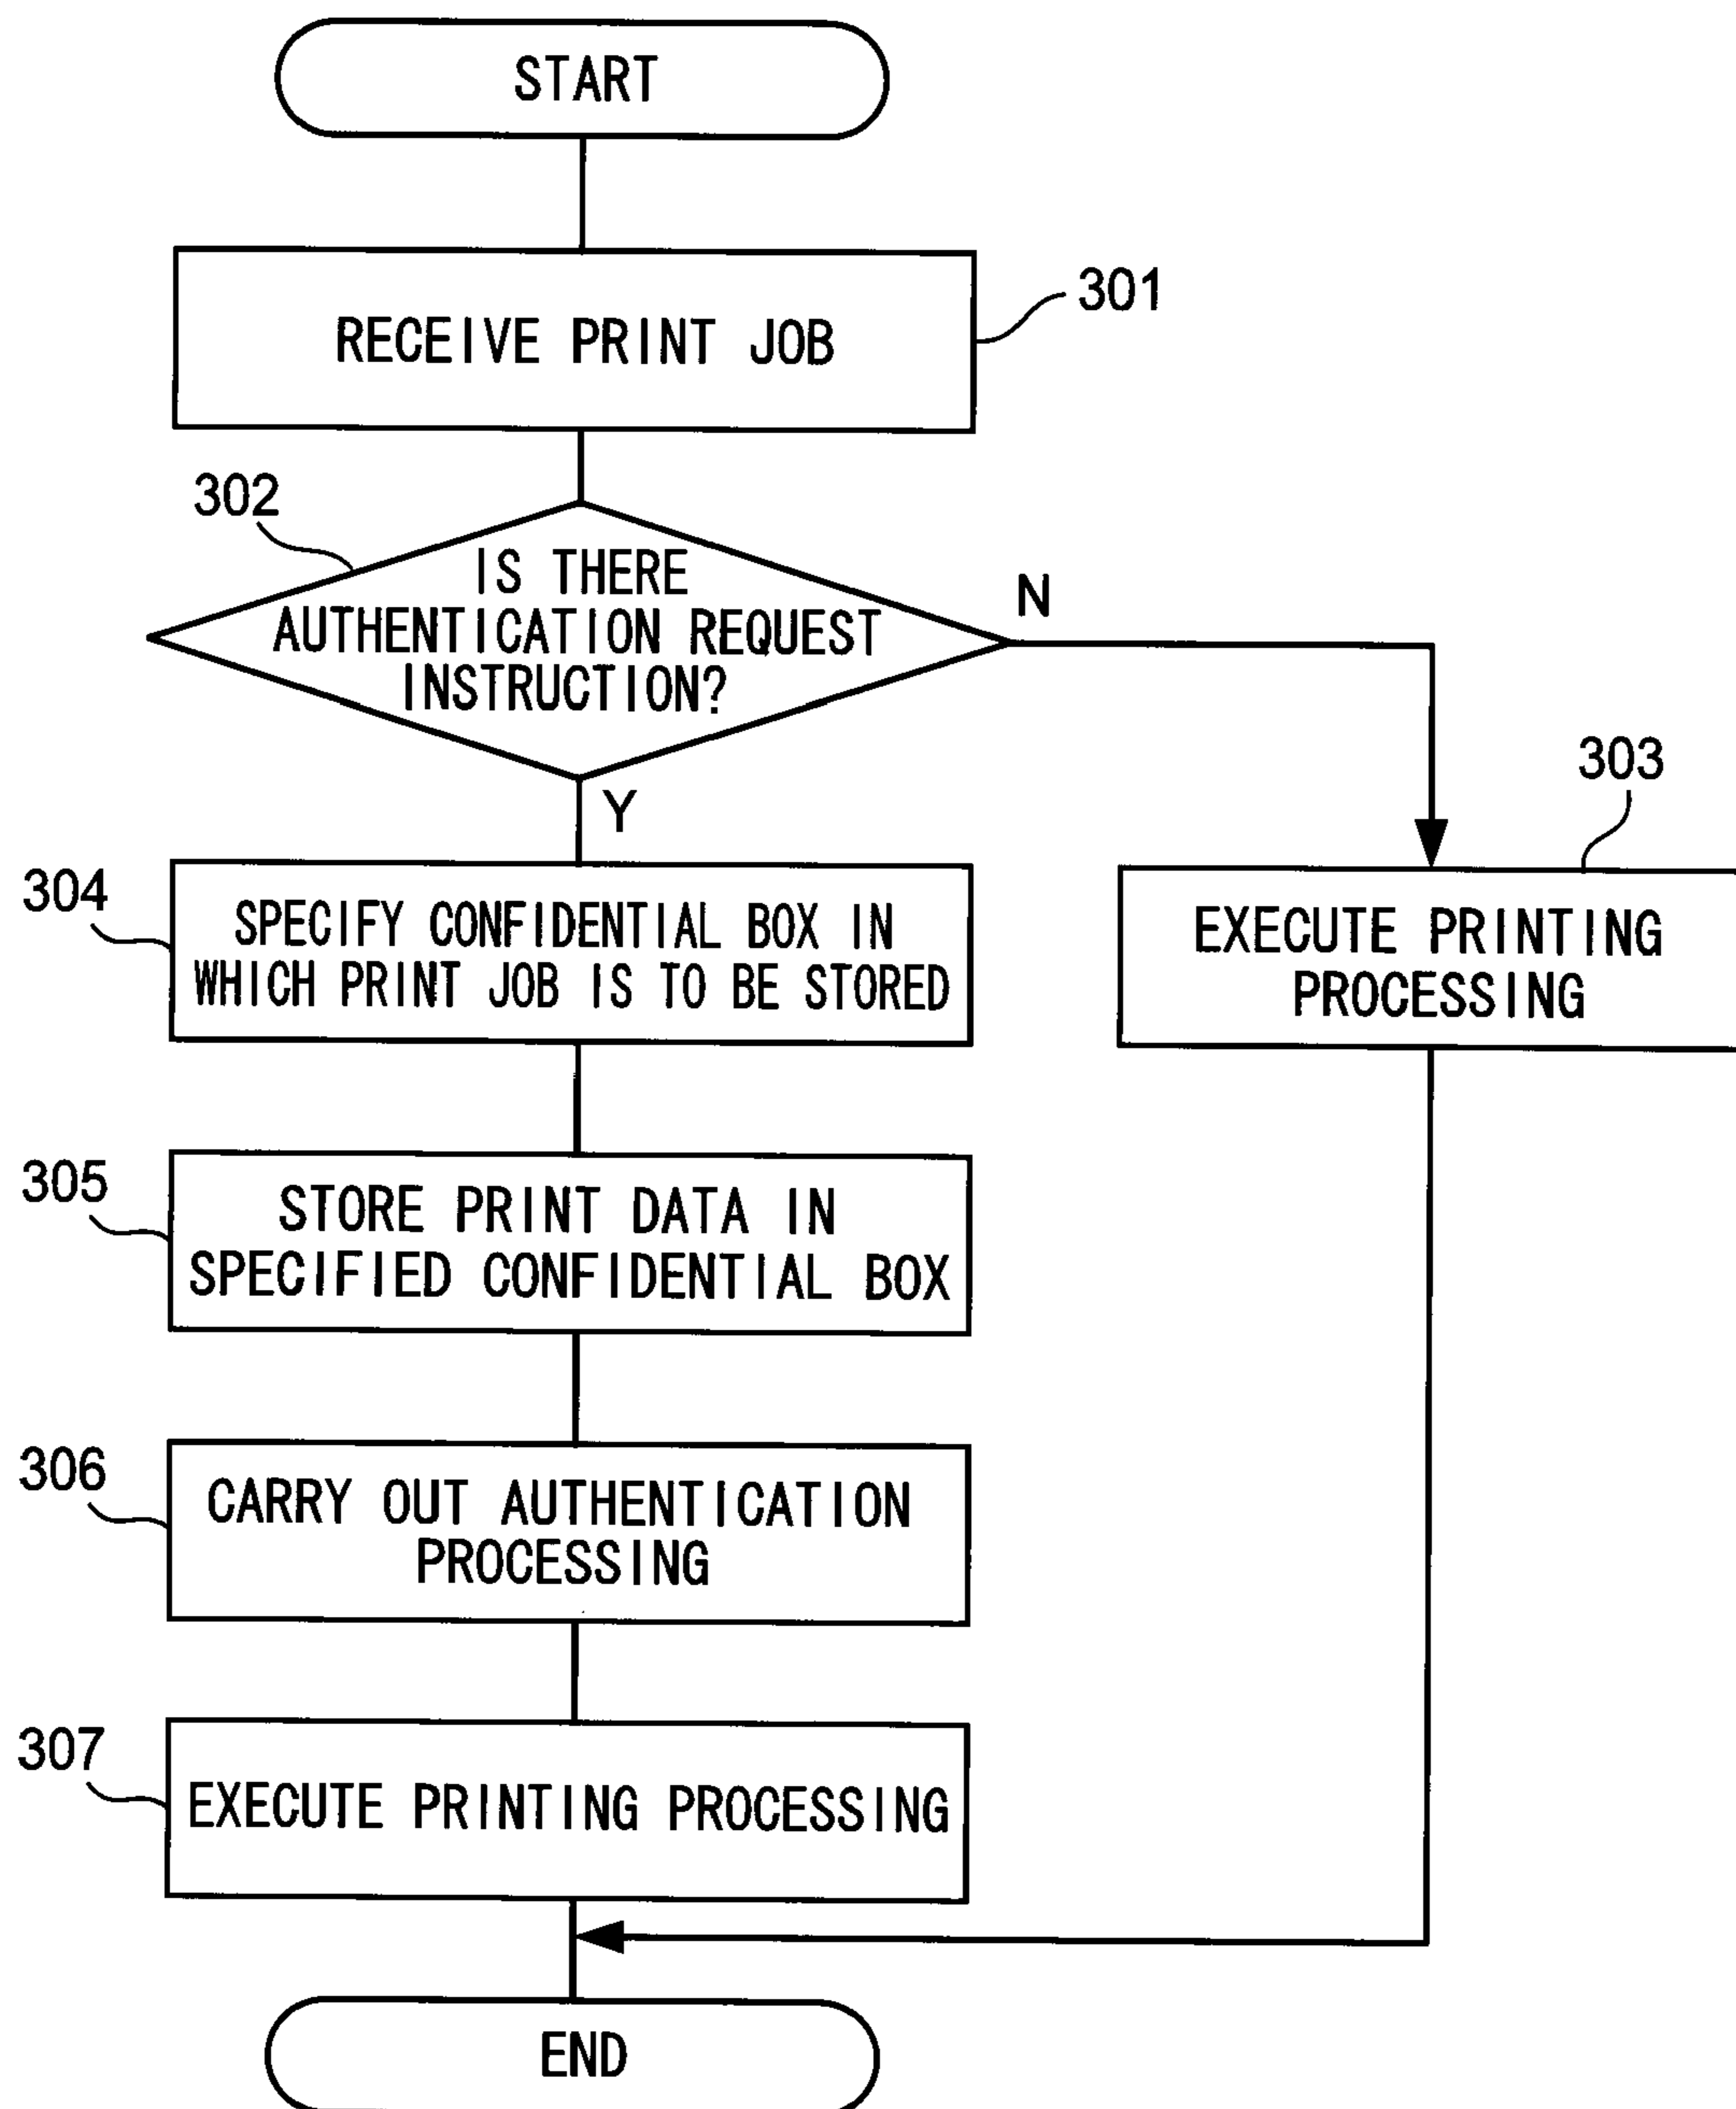 START
RECEIVE PRINT JOB
301
302
IS THERE
AUTHENTICATION REQUEST
INSTRUCTION?
N
Y
303
EXECUTE PRINTING
PROCESSING
304
SPECIFY CONFIDENTIAL BOX IN
WHICH PRINT JOB IS TO BE STORED
305
STORE PRINT DATA IN
SPECIFIED CONFIDENTIAL BOX
306
CARRY OUT AUTHENTICATION
PROCESSING
307
EXECUTE PRINTING PROCESSING
END